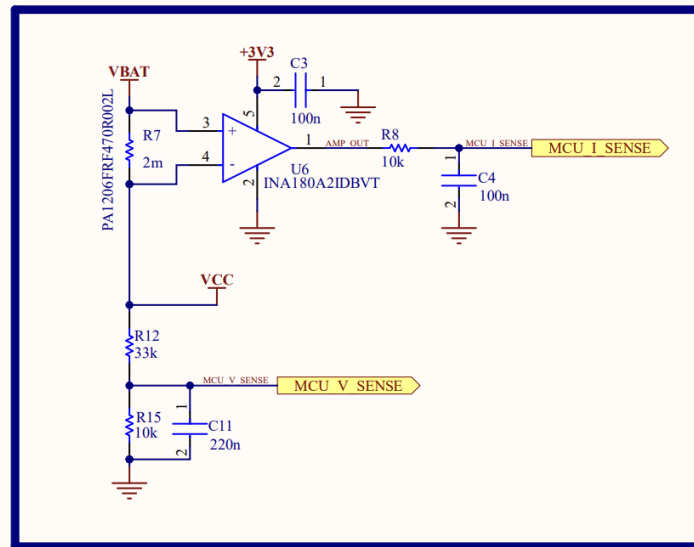 +3V3
VBAT
C3
2
1
100n
R7
2m
PA1206FRF470R002L
3
+
4
-
5
1
2
U6
INA180A2IDBVT
AMP_OUT
R8
10k
MCU_I_SENSE
MCU_I_SENSE
1
C4
100n
2
VCC
R12
33k
MCU_V_SENSE
MCU_V_SENSE
R15
10k
1
C11
220n
2